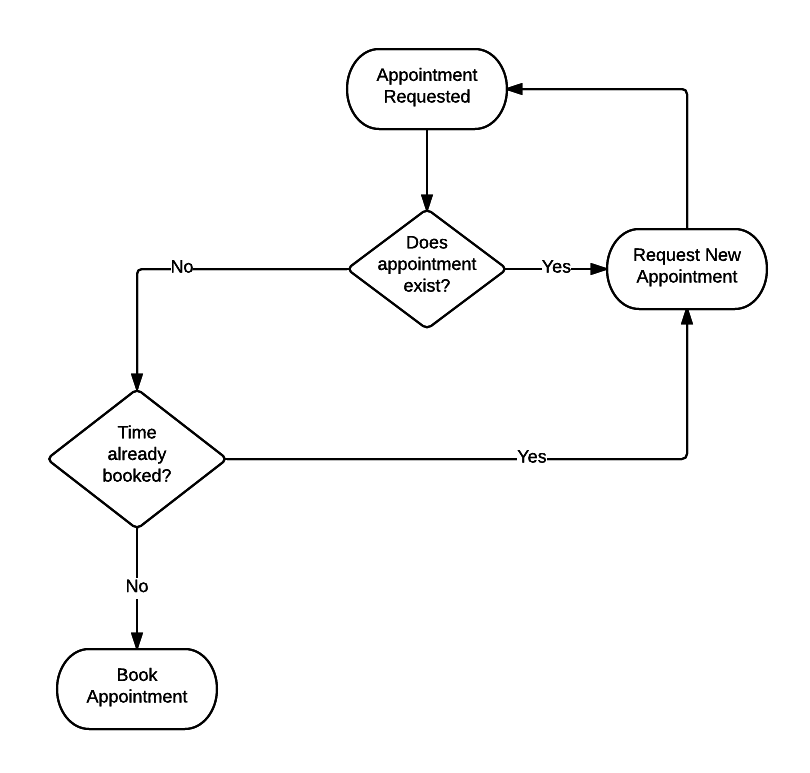 Appointment
Requested
Does
appointment
exist?
No
Yes
Request New
Appointment
Time
already
booked?
Yes
No
Book
Appointment